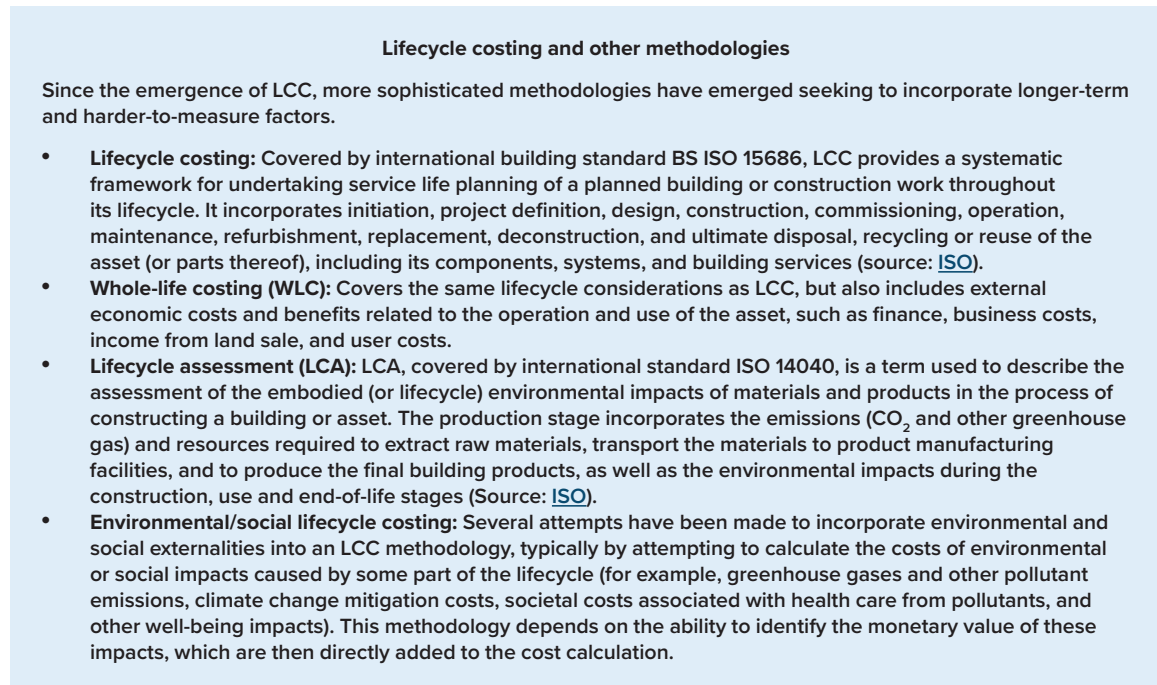 Lifecycle costing and other methodologies
Since the emergence of LCC, more sophisticated methodologies have emerged seeking to incorporate longer-term
and harder-to-measure factors.
• Lifecycle costing: Covered by international building standard BS ISO 15686, LCC provides a systematic
framework for undertaking service life planning of a planned building or construction work throughout
its lifecycle. It incorporates initiation, project definition, design, construction, commissioning, operation,
maintenance, refurbishment, replacement, deconstruction, and ultimate disposal, recycling or reuse of the
asset (or parts thereof), including its components, systems, and building services (source: ISO).
• Whole-life costing (WLC): Covers the same lifecycle considerations as LCC, but also includes external
economic costs and benefits related to the operation and use of the asset, such as finance, business costs,
income from land sale, and user costs.
• Lifecycle assessment (LCA): LCA, covered by international standard ISO 14040, is a term used to describe the
assessment of the embodied (or lifecycle) environmental impacts of materials and products in the process of
constructing a building or asset. The production stage incorporates the emissions (CO₂ and other greenhouse
gas) and resources required to extract raw materials, transport the materials to product manufacturing
facilities, and to produce the final building products, as well as the environmental impacts during the
construction, use and end-of-life stages (Source: ISO).
• Environmental/social lifecycle costing: Several attempts have been made to incorporate environmental and
social externalities into an LCC methodology, typically by attempting to calculate the costs of environmental
or social impacts caused by some part of the lifecycle (for example, greenhouse gases and other pollutant
emissions, climate change mitigation costs, societal costs associated with health care from pollutants, and
other well-being impacts). This methodology depends on the ability to identify the monetary value of these
impacts, which are then directly added to the cost calculation.